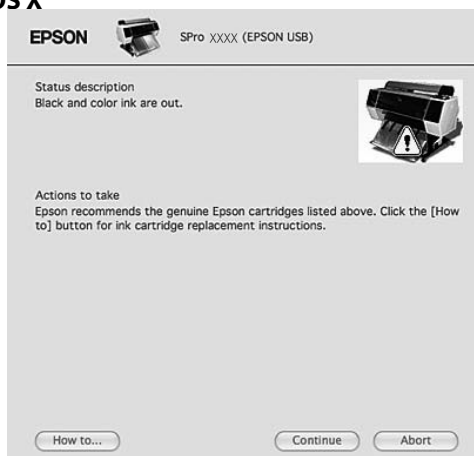 OS X
EPSON
SPro XXXX (EPSON USB)
Status description
Black and color ink are out.
Actions to take
Epson recommends the genuine Epson cartridges listed above. Click the [How
to] button for ink cartridge replacement instructions.
How to...
Continue
Abort